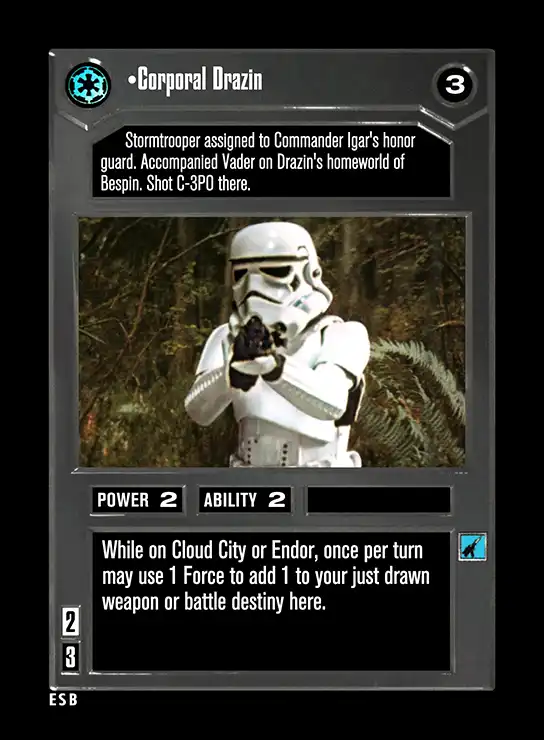 •Corporal Drazin
3
Stormtrooper assigned to Commander Igar's honor
guard. Accompanied Vader on Drazin's homeworld of
Bespin. Shot C-3PO there.
POWER 2 ABILITY 2
While on Cloud City or Endor, once per turn
may use 1 Force to add 1 to your just drawn
weapon or battle destiny here.
2
3
ESB